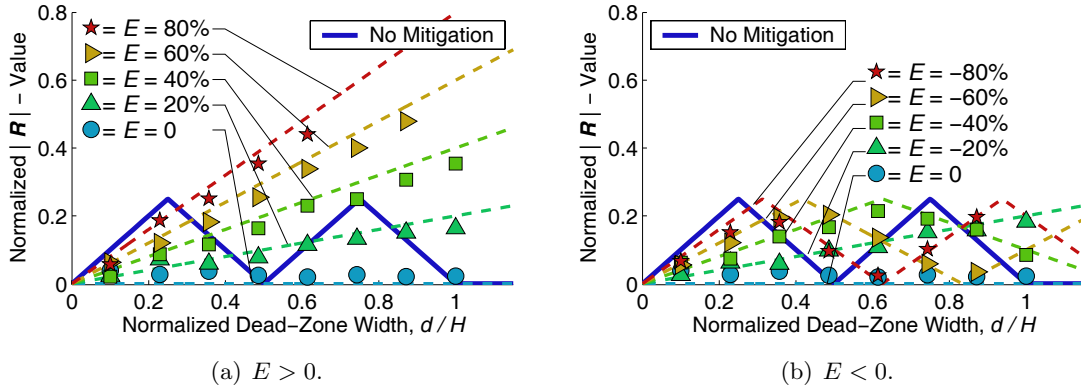 = E = 80%
= E = 60%
= E = 40%
= E = 20%
= E = 0
No Mitigation
Normalized | R | − Value
0.8
0.6
0.4
0.2
0
0 0.2 0.4 0.6 0.8 1.0
Normalized Dead−Zone Width, d / H
(a) E > 0.
No Mitigation
= E = −80%
= E = −60%
= E = −40%
= E = −20%
= E = 0
Normalized | R | − Value
0.8
0.6
0.4
0.2
0
0 0.2 0.4 0.6 0.8 1.0
Normalized Dead−Zone Width, d / H
(b) E < 0.